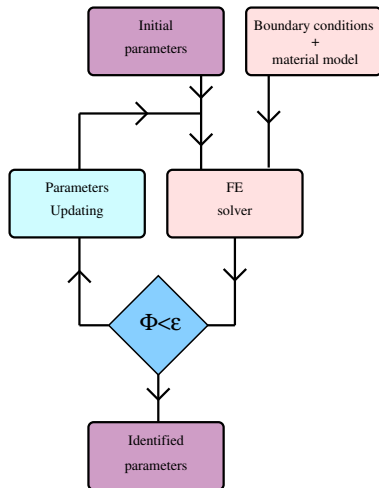 Initial
parameters
Boundary conditions
+
material model
Parameters
Updating
FE
solver
Φ<ε
Identified
parameters